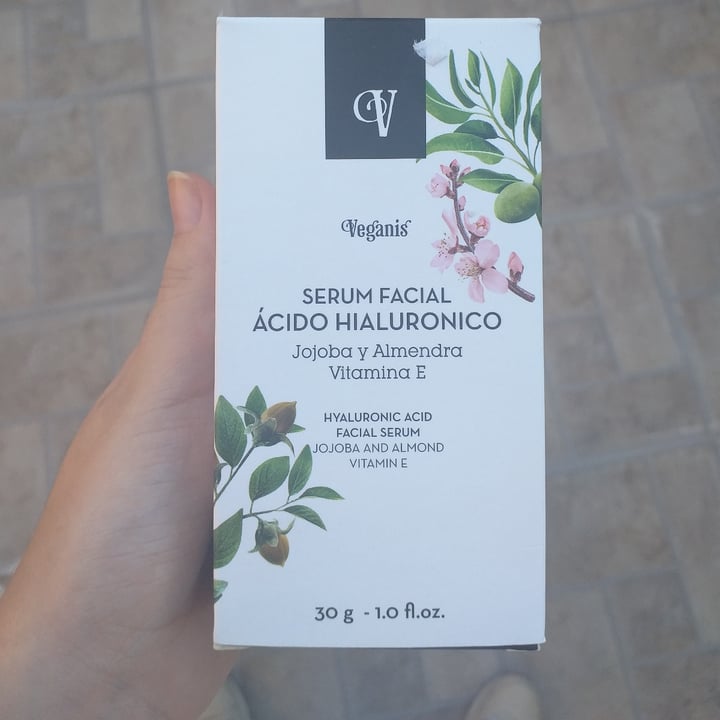 V
Veganis
SERUM FACIAL
ÁCIDO HIALURONICO
Jojoba y Almendra
Vitamina E
HYALURONIC ACID
FACIAL SERUM
JOJOBA AND ALMOND
VITAMIN E
30 g - 1.0 fl.oz.